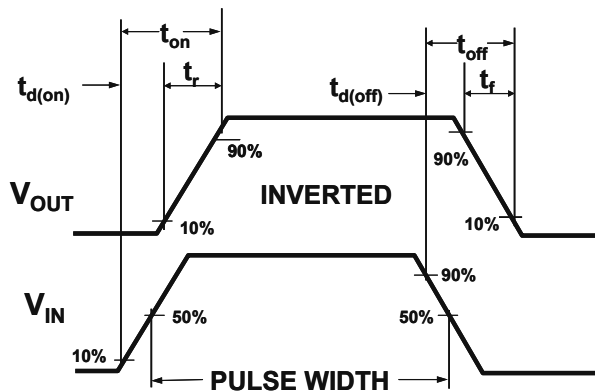 t_on
t_off
t_r
t_f
t_d(on)
t_d(off)
90%
90%
V_OUT
INVERTED
10%
10%
90%
V_IN
50%
50%
10%
PULSE WIDTH